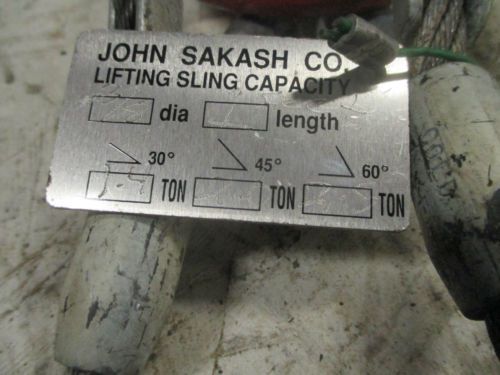 JOHN SAKASH CO.
LIFTING SLING CAPACITY
dia length
30° 45° 60°
TON TON TON